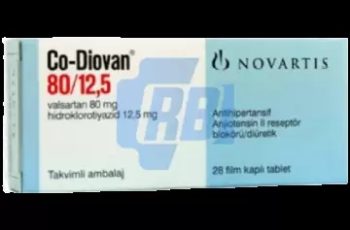 Co-Diovan®
80/12,5
valsartan 80 mg
hidroklorotiyazid 12.5 mg
Takvimli ambalaj
NOVARTIS
Antihipertansif
Anjiotensin II reseptör
blokörü/diüretik
28 film kaplı tablet
RBI